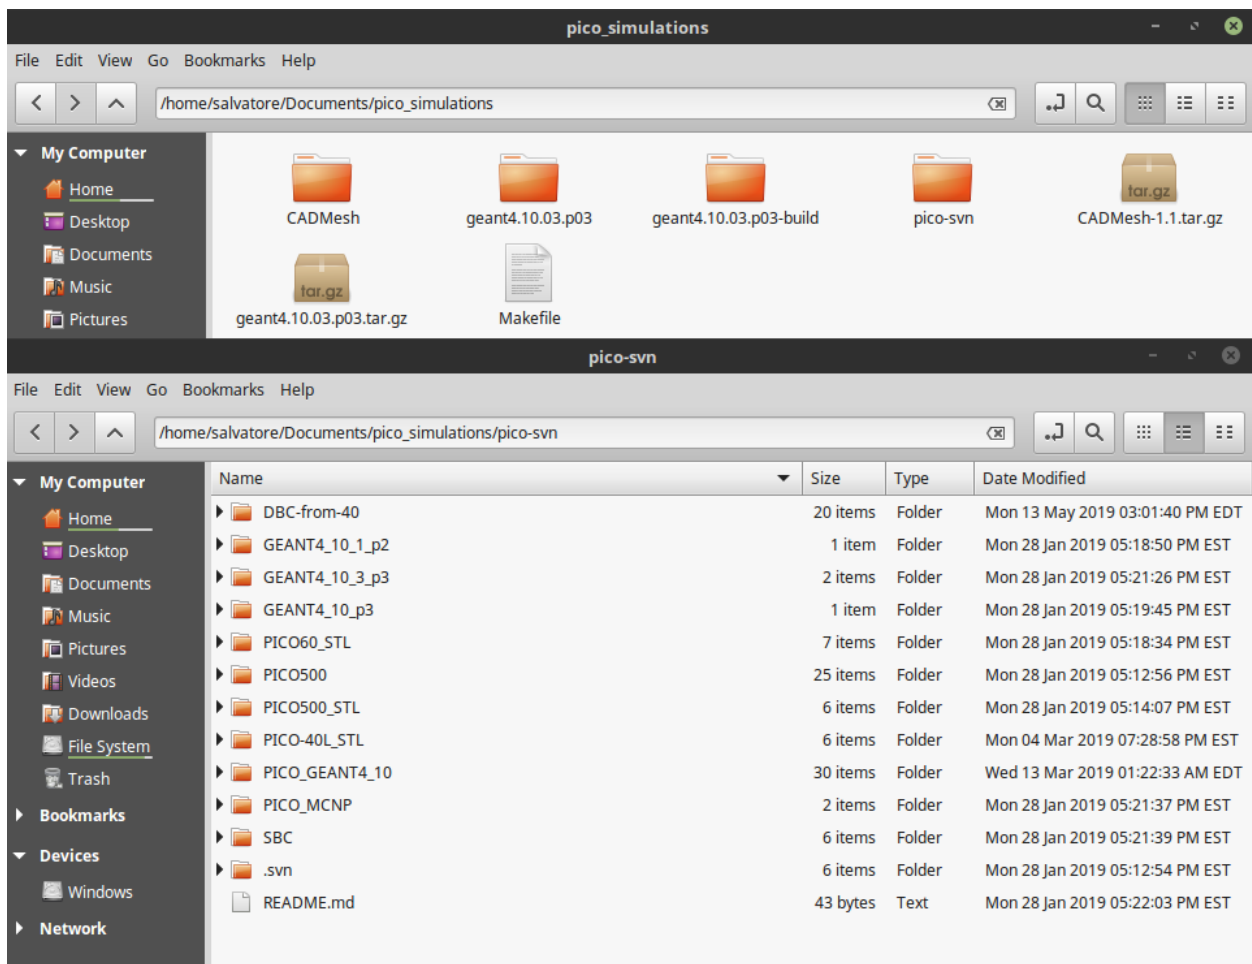 pico_simulations
File Edit View Go Bookmarks Help
/home/salvatore/Documents/pico_simulations
My Computer
Home
Desktop
Documents
Music
Pictures
CADMesh
geant4.10.03.p03
geant4.10.03.p03-build
pico-svn
tar.gz
CADMesh-1.1.tar.gz
tar.gz
geant4.10.03.p03.tar.gz
Makefile
pico-svn
File Edit View Go Bookmarks Help
/home/salvatore/Documents/pico_simulations/pico-svn
My Computer
Home
Desktop
Documents
Music
Pictures
Videos
Downloads
File System
Trash
Bookmarks
Devices
Windows
Network
Name Size Type Date Modified
DBC-from-40 20 items Folder Mon 13 May 2019 03:01:40 PM EDT
GEANT4_10_1_p2 1 item Folder Mon 28 Jan 2019 05:18:50 PM EST
GEANT4_10_3_p3 2 items Folder Mon 28 Jan 2019 05:21:26 PM EST
GEANT4_10_p3 1 item Folder Mon 28 Jan 2019 05:19:45 PM EST
PICO60_STL 7 items Folder Mon 28 Jan 2019 05:18:34 PM EST
PICO500 25 items Folder Mon 28 Jan 2019 05:12:56 PM EST
PICO500_STL 6 items Folder Mon 28 Jan 2019 05:14:07 PM EST
PICO-40L_STL 6 items Folder Mon 04 Mar 2019 07:28:58 PM EST
PICO_GEANT4_10 30 items Folder Wed 13 Mar 2019 01:22:33 AM EDT
PICO_MCNP 2 items Folder Mon 28 Jan 2019 05:21:37 PM EST
SBC 6 items Folder Mon 28 Jan 2019 05:21:39 PM EST
.svn 6 items Folder Mon 28 Jan 2019 05:12:54 PM EST
README.md 43 bytes Text Mon 28 Jan 2019 05:22:03 PM EST